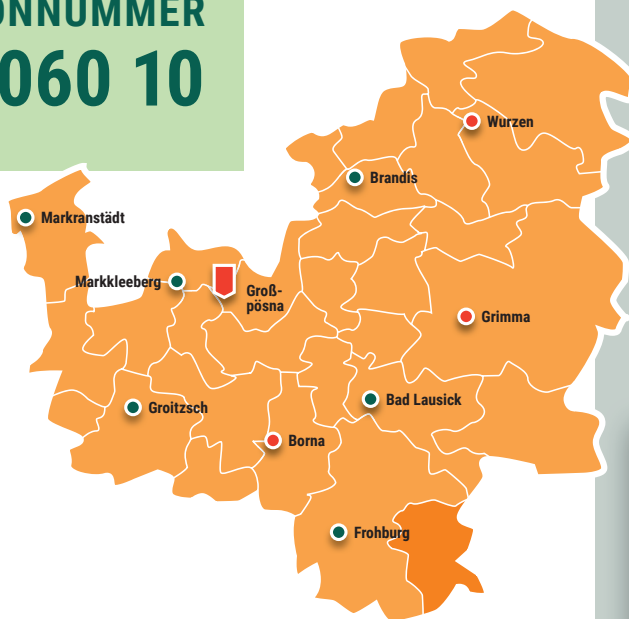 ONNUMMER
060 10
Wurzen
Brandis
Markranstädt
Markkleeberg
Groß-
pösna
Grimma
Bad Lausick
Groitzsch
Borna
Frohburg